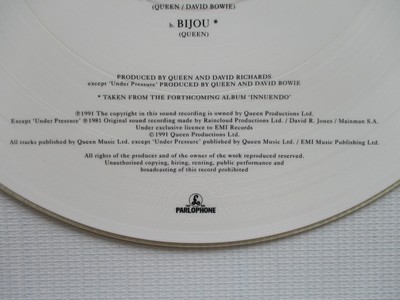 (QUEEN / DAVID BOWIE)
b. BIJOU *
(QUEEN)
PRODUCED BY QUEEN AND DAVID RICHARDS
except 'Under Pressure' PRODUCED BY QUEEN AND DAVID BOWIE
* TAKEN FROM THE FORTHCOMING ALBUM 'INNUENDO'
℗1991 The copyright in this sound recording is owned by Queen Productions Ltd.
Except 'Under Pressure' ℗1981 Original sound recording made by Raincloud Productions Ltd. / David R. Jones / Mainman S.A.
Under exclusive licence to EMI Records
©1991 Queen Productions Ltd.
All tracks published by Queen Music Ltd. except 'Under Pressure' published by Queen Music Ltd. / EMI Music Publishing Ltd.
All rights of the producer and of the owner of the work reproduced reserved.
Unauthorised copying, hiring, renting, public performance and
broadcasting of this record prohibited
PARLOPHONE